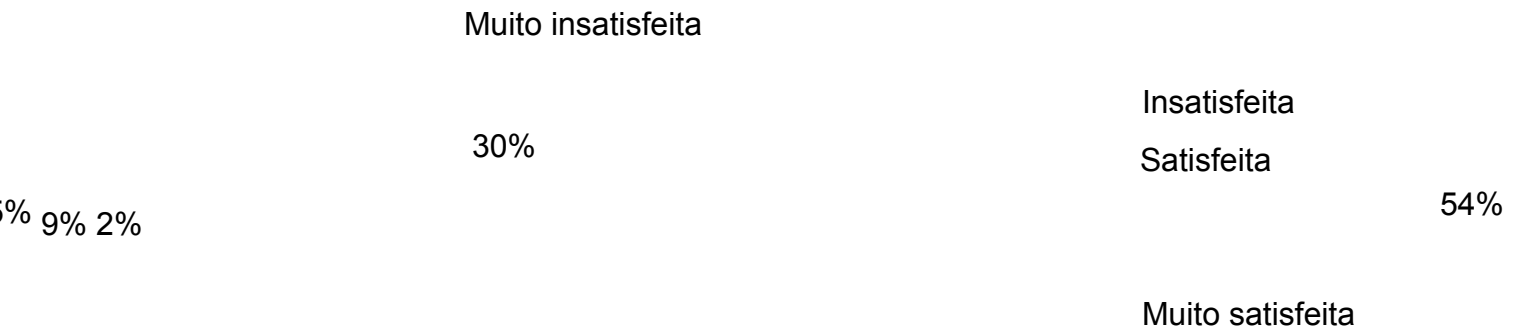 Muito insatisfeita
Insatisfeita
30%
Satisfeita
54%
9% 2%
Muito satisfeita